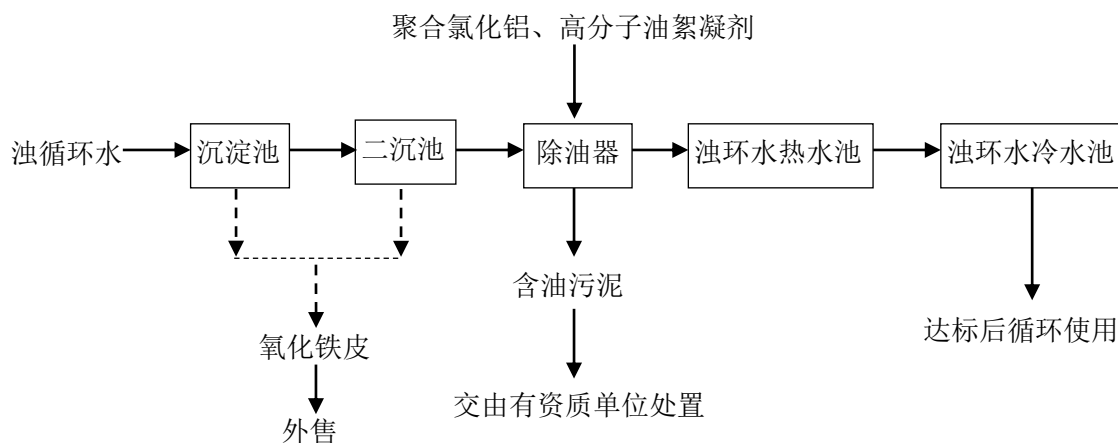 聚合氯化铝、高分子油絮凝剂
浊循环水
沉淀池
二沉池
除油器
浊环水热水池
浊环水冷水池
含油污泥
达标后循环使用
氧化铁皮
交由有资质单位处置
外售